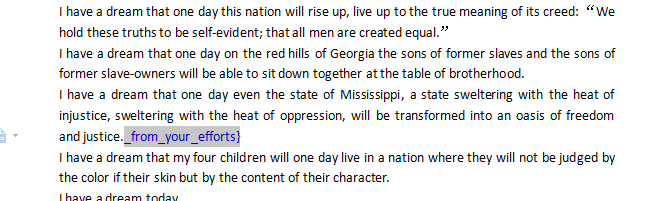 I have a dream that one day this nation will rise up, live up to the true meaning of its creed: “We
hold these truths to be self-evident; that all men are created equal.”
I have a dream that one day on the red hills of Georgia the sons of former slaves and the sons of
former slave-owners will be able to sit down together at the table of brotherhood.
I have a dream that one day even the state of Mississippi, a state sweltering with the heat of
injustice, sweltering with the heat of oppression, will be transformed into an oasis of freedom
and justice._from_your_efforts}
I have a dream that my four children will one day live in a nation where they will not be judged by
the color if their skin but by the content of their character.
I have a dream today